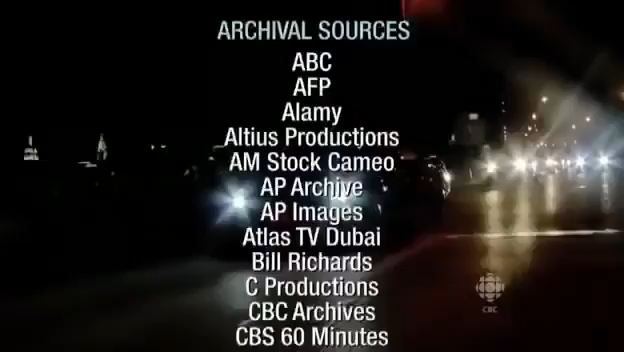 ARCHIVAL SOURCES
ABC
AFP
Alamy
Altius Productions
AM Stock Cameo
AP Archive
AP Images
Atlas TV Dubai
Bill Richards
C Productions
CBC Archives
CBS 60 Minutes
CBC